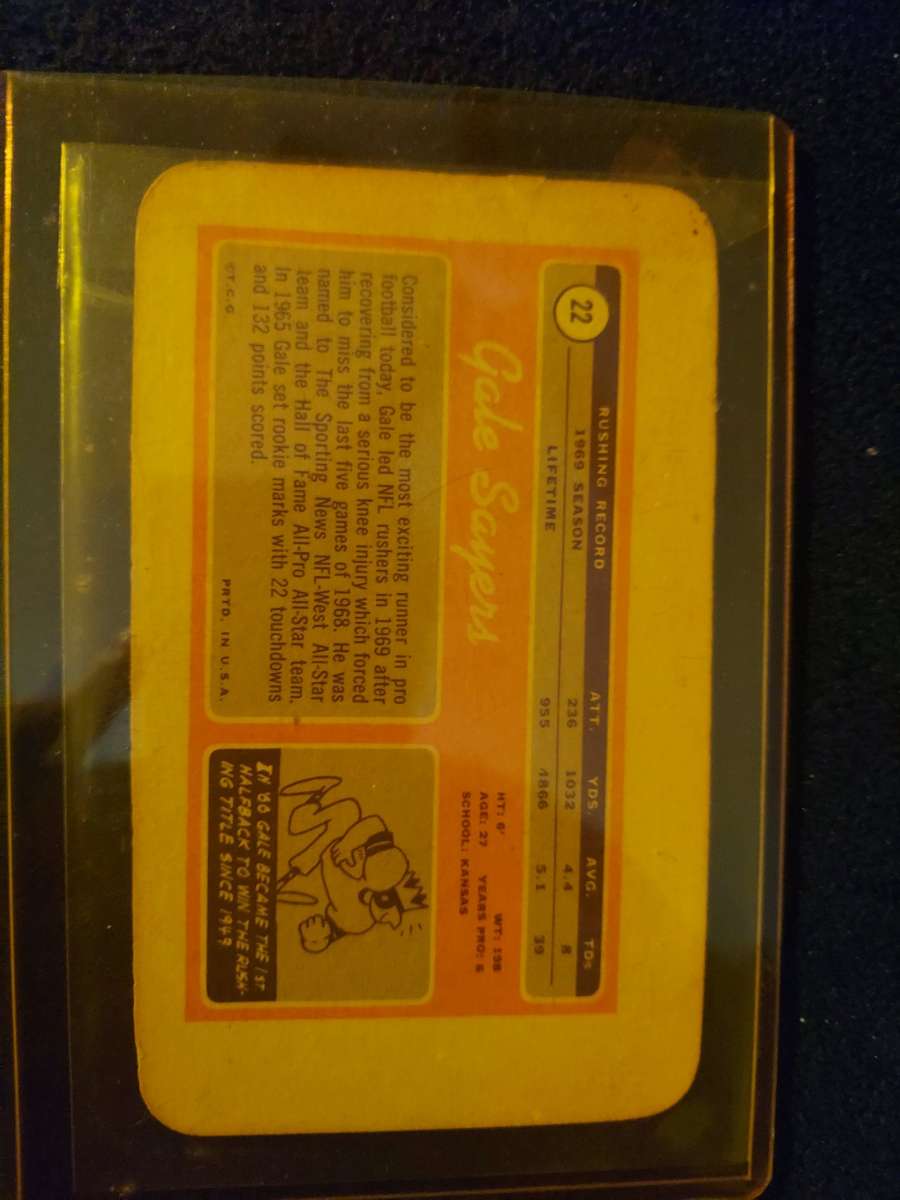 22
RUSHING RECORD ATT. YDS. AVG. TDs
1969 SEASON 236 1032 4.4 8
LIFETIME 955 4866 5.1 39
Gale Sayers
HT: 6' WT: 198
AGE: 27 YEARS PRO: 5
SCHOOL: KANSAS
Considered to be the most exciting runner in pro
football today, Gale led NFL rushers in 1969 after
recovering from a serious knee injury which forced
him to miss the last five games of 1968. He was
named to The Sporting News NFL-West All-Star
team and the Hall of Fame All-Pro All-Star team.
In 1965 Gale set rookie marks with 22 touchdowns
and 132 points scored.
©T.C.G PRTD. IN U.S.A.
IN '66 GALE BECAME THE 1ST
HALFBACK TO WIN THE RUSH-
ING TITLE SINCE 1949